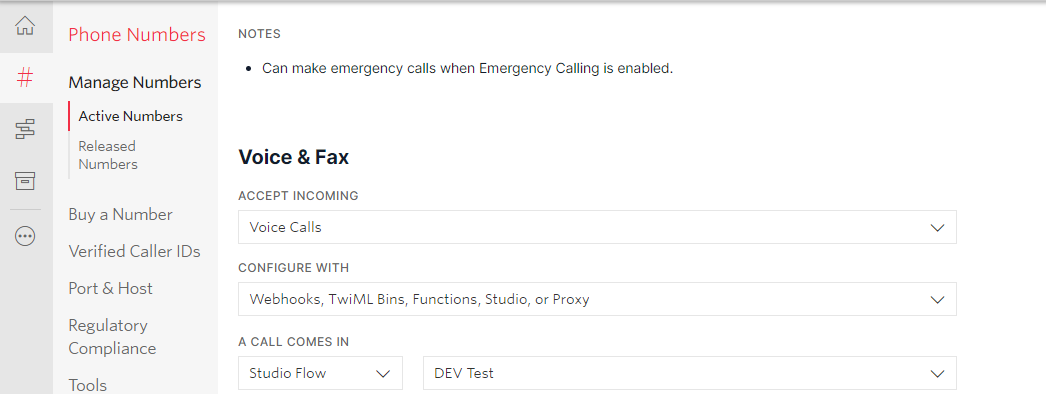 Phone Numbers
Manage Numbers
Active Numbers
Released
Numbers
Buy a Number
Verified Caller IDs
Port & Host
Regulatory
Compliance
Tools
NOTES
Can make emergency calls when Emergency Calling is enabled.
Voice & Fax
ACCEPT INCOMING
Voice Calls
CONFIGURE WITH
Webhooks, TwiML Bins, Functions, Studio, or Proxy
A CALL COMES IN
Studio Flow
DEV Test